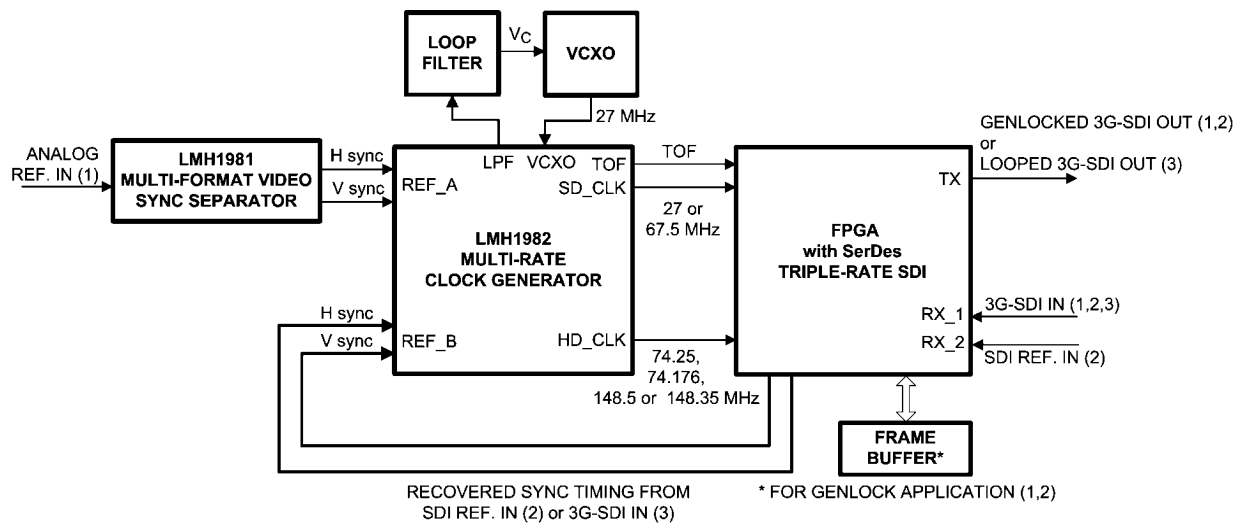 LOOP
FILTER
VC
VCXO
27 MHz
ANALOG
REF. IN (1)
LMH1981
MULTI-FORMAT VIDEO
SYNC SEPARATOR
H sync
V sync
LPF
VCXO
REF_A
TOF
SD_CLK
LMH1982
MULTI-RATE
CLOCK GENERATOR
H sync
V sync
REF_B
HD_CLK
TOF
27 or
67.5 MHz
74.25,
74.176,
148.5 or 148.35 MHz
FPGA
with SerDes
TRIPLE-RATE SDI
TX
RX_1
RX_2
GENLOCKED 3G-SDI OUT (1,2)
or
LOOPED 3G-SDI OUT (3)
3G-SDI IN (1,2,3)
SDI REF. IN (2)
FRAME
BUFFER*
RECOVERED SYNC TIMING FROM
SDI REF. IN (2) or 3G-SDI IN (3)
* FOR GENLOCK APPLICATION (1,2)